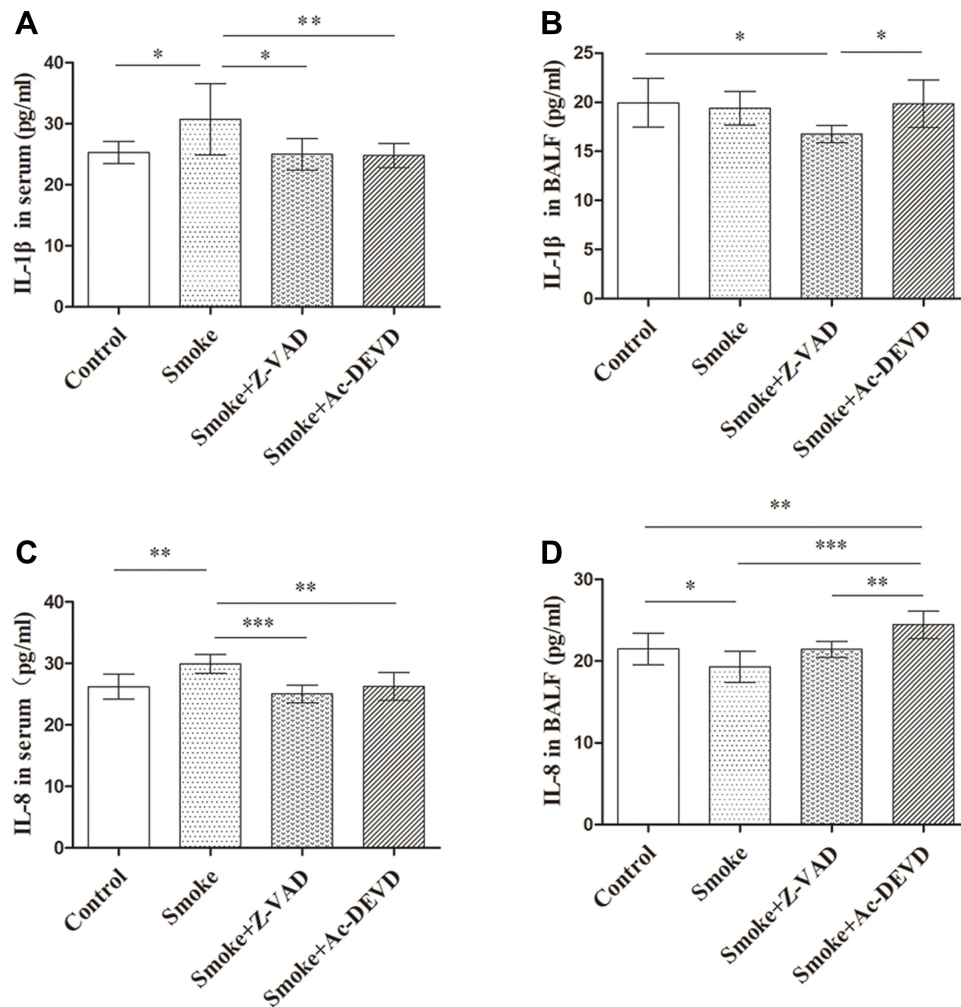 A
**
*
*
40
30
20
10
0
IL-1β in serum (pg/ml)
Control
Smoke
Smoke+Z-VAD
Smoke+Ac-DEVD
B
*
*
25
20
15
10
5
0
IL-1β in BALF (pg/ml)
Control
Smoke
Smoke+Z-VAD
Smoke+Ac-DEVD
C
**
**
***
40
30
20
10
0
IL-8 in serum (pg/ml)
Control
Smoke
Smoke+Z-VAD
Smoke+Ac-DEVD
D
**
***
*
**
30
20
10
0
IL-8 in BALF (pg/ml)
Control
Smoke
Smoke+Z-VAD
Smoke+Ac-DEVD